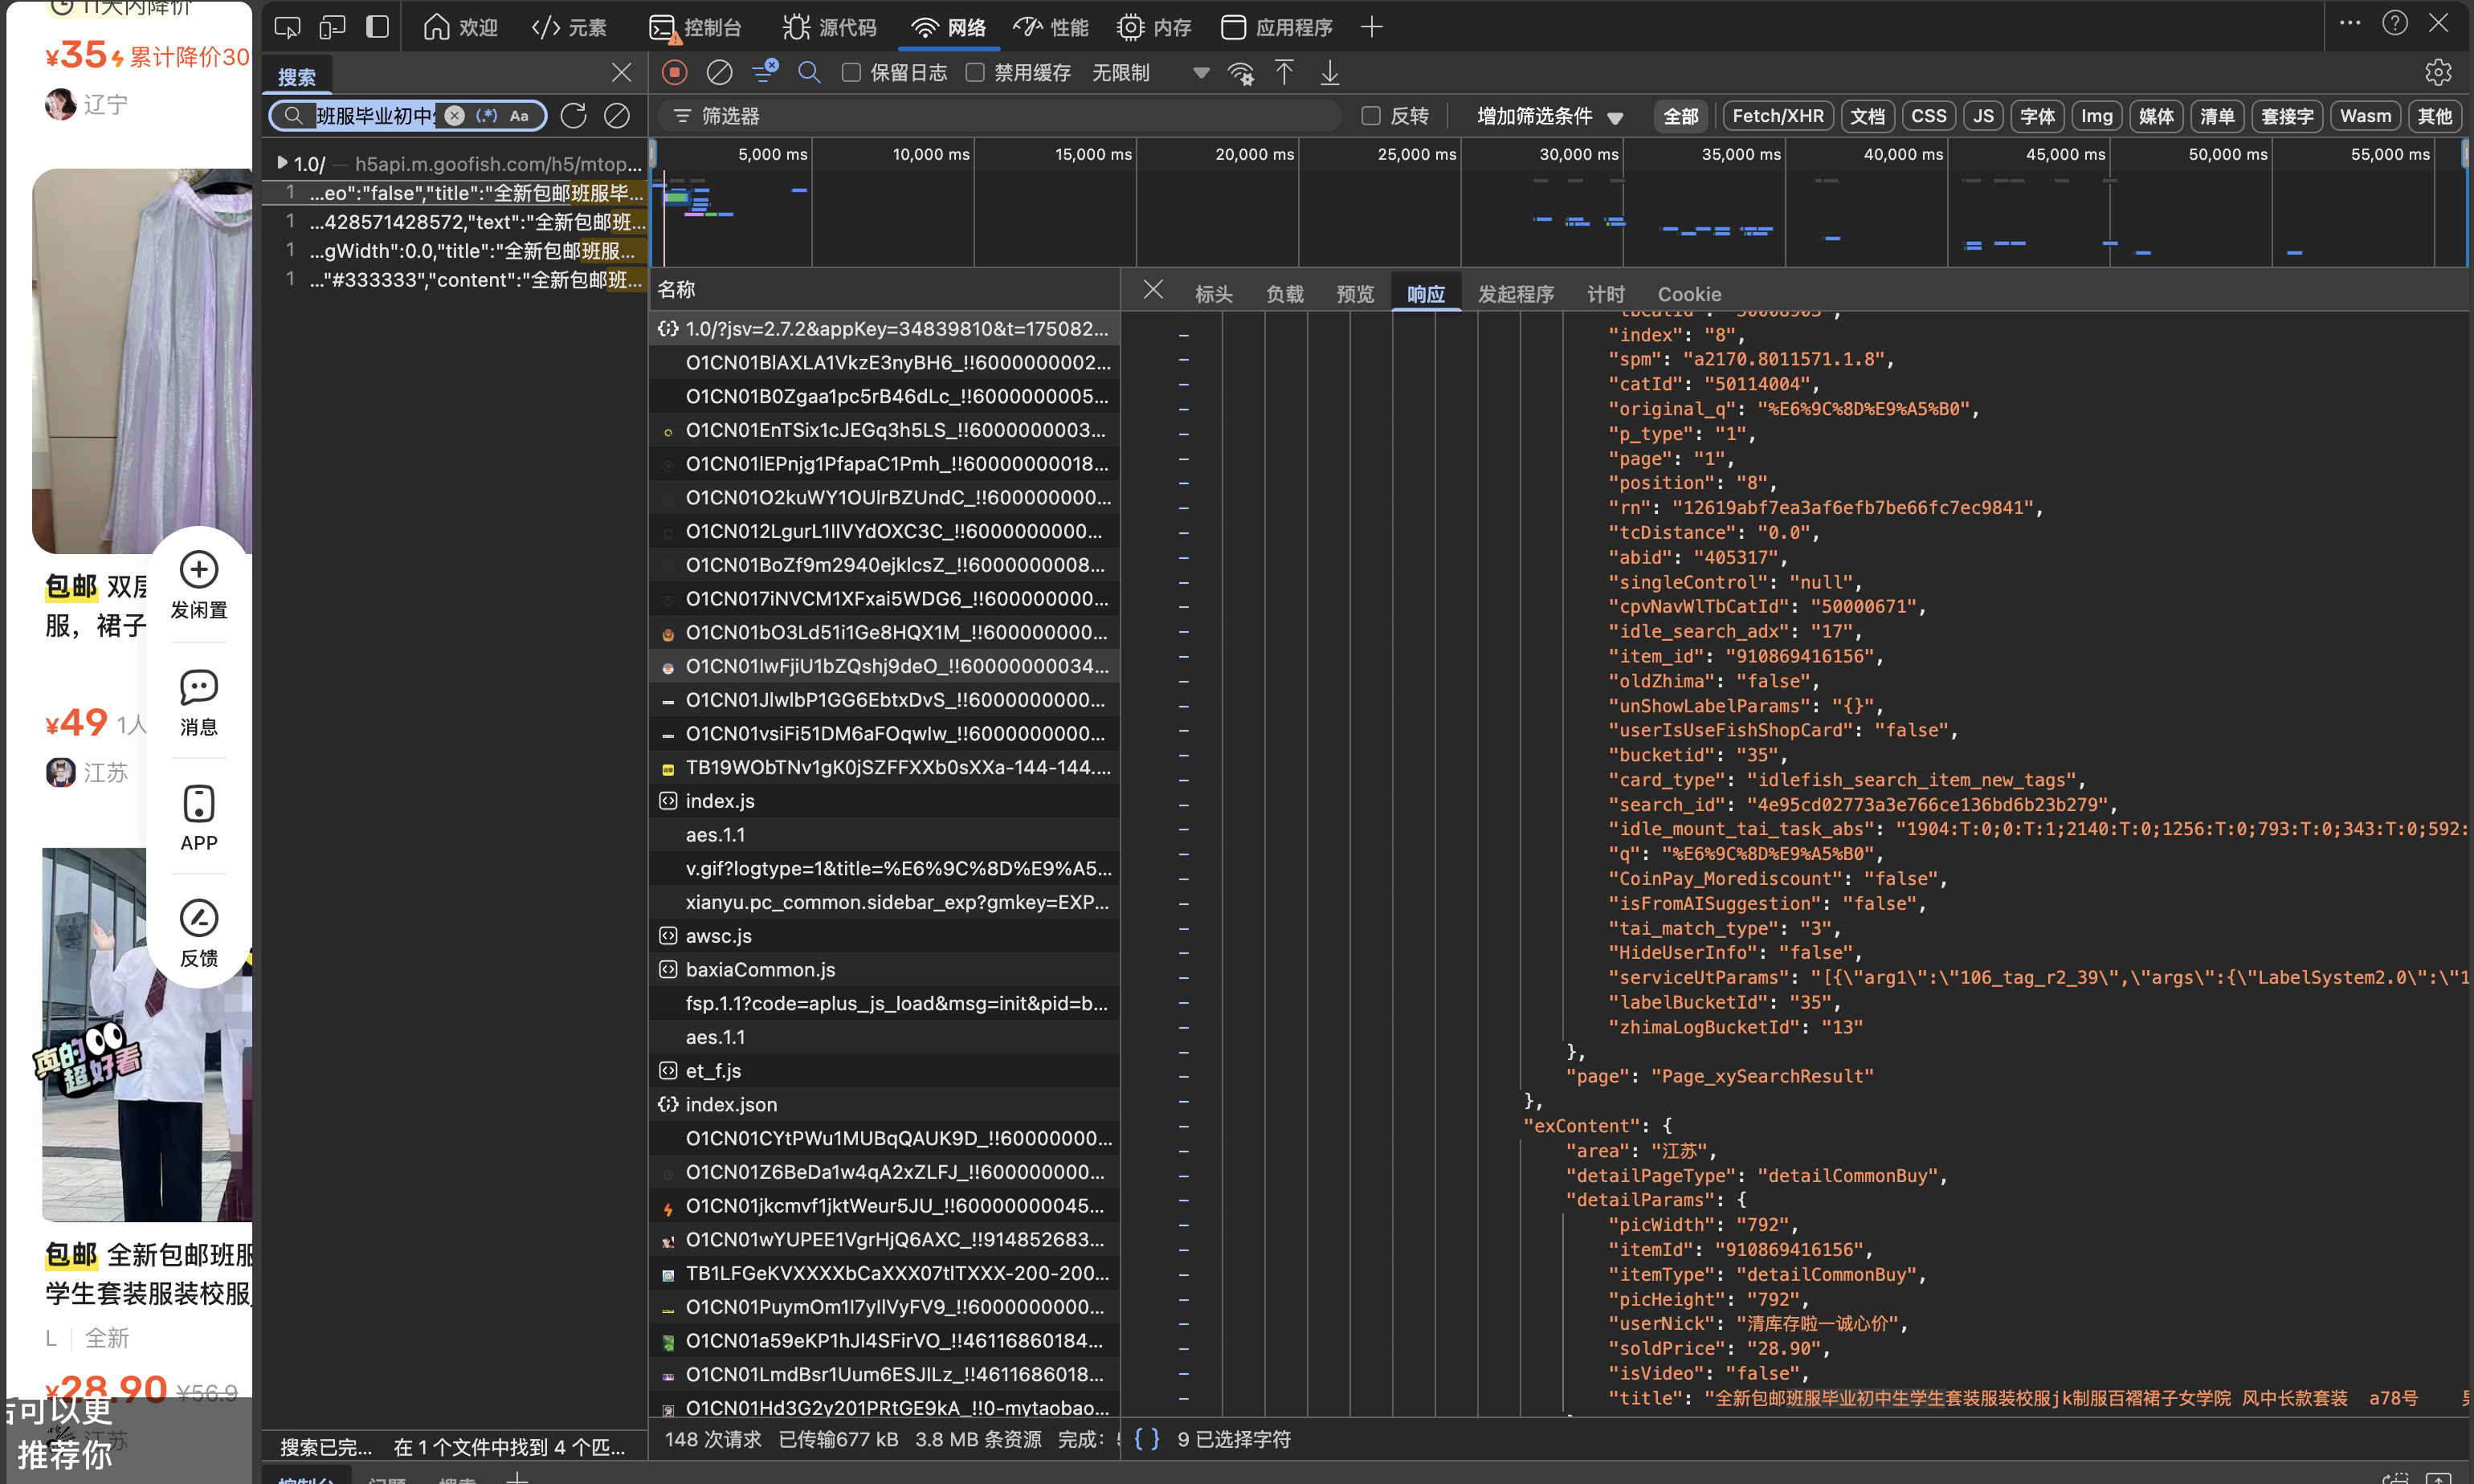 11天内降价
¥35 累计降价30
辽宁
包邮 双层
服，裙子
¥49 1人
江苏
发闲置
消息
APP
反馈
真的
超好看
包邮 全新包邮班服
学生套装服装校服
L | 全新
¥28.90 ¥56.9
江苏
可以更
推荐你
欢迎
元素
控制台
源代码
网络
性能
内存
应用程序
搜索
保留日志
禁用缓存
无限制
班服毕业初中
(.*) Aa
筛选器
反转
增加筛选条件
全部
Fetch/XHR
文档
CSS
JS
字体
Img
媒体
清单
套接字
Wasm
其他
1.0/ — h5api.m.goofish.com/h5/mtop...
1 ...eo":"false","title":"全新包邮班服毕...
1 ...428571428572,"text":"全新包邮班...
1 ...gWidth":0.0,"title":"全新包邮班服...
1 ..."#333333","content":"全新包邮班...
搜索已完... 在 1 个文件中找到 4 个匹...
5,000 ms
10,000 ms
15,000 ms
20,000 ms
25,000 ms
30,000 ms
35,000 ms
40,000 ms
45,000 ms
50,000 ms
55,000 ms
名称
1.0/?jsv=2.7.2&appKey=34839810&t=175082...
O1CN01BlAXLA1VkzE3nyBH6_!!6000000002...
O1CN01B0Zgaa1pc5rB46dLc_!!6000000005...
O1CN01EnTSix1cJEGq3h5LS_!!6000000003...
O1CN01lEPnjg1PfapaC1Pmh_!!60000000018...
O1CN01O2kuWY1OUlrBZUndC_!!600000000...
O1CN012LgurL1lIVYdOXC3C_!!6000000000...
O1CN01BoZf9m2940ejkIcsZ_!!6000000008...
O1CN017iNVCM1XFxai5WDG6_!!600000000...
O1CN01bO3Ld51i1Ge8HQX1M_!!600000000...
O1CN01IwFjiU1bZQshj9deO_!!60000000034...
O1CN01JlwIbP1GG6EbtxDvS_!!6000000000...
O1CN01vsiFi51DM6aFOqwIw_!!6000000000...
TB19WObTNv1gK0jSZFFXXb0sXXa-144-144....
index.js
aes.1.1
v.gif?logtype=1&title=%E6%9C%8D%E9%A5...
xianyu.pc_common.sidebar_exp?gmkey=EXP...
awsc.js
baxiaCommon.js
fsp.1.1?code=aplus_js_load&msg=init&pid=b...
aes.1.1
et_f.js
index.json
O1CN01CYtPWu1MUBqQAUK9D_!!60000000...
O1CN01Z6BeDa1w4qA2xZLFJ_!!600000000...
O1CN01jkcmvf1jktWeur5JU_!!60000000045...
O1CN01wYUPEE1VgrHjQ6AXC_!!914852683...
TB1LFGeKVXXXXbCaXXX07tlTXXX-200-200...
O1CN01PuymOm1l7yIlVyFV9_!!6000000000...
O1CN01a59eKP1hJl4SFirVO_!!46116860184...
O1CN01LmdBsr1Uum6ESJILz_!!4611686018...
O1CN01Hd3G2y201PRtGE9kA_!!0-mytaobao...
148 次请求 已传输677 kB 3.8 MB 条资源 完成：
标头
负载
预览
响应
发起程序
计时
Cookie
"tbCatId": "50008903",
"index": "8",
"spm": "a2170.8011571.1.8",
"catId": "50114004",
"original_q": "%E6%9C%8D%E9%A5%B0",
"p_type": "1",
"page": "1",
"position": "8",
"rn": "12619abf7ea3af6efb7be66fc7ec9841",
"tcDistance": "0.0",
"abid": "405317",
"singleControl": "null",
"cpvNavWlTbCatId": "50000671",
"idle_search_adx": "17",
"item_id": "910869416156",
"oldZhima": "false",
"unShowLabelParams": "{}",
"userIsUseFishShopCard": "false",
"bucketid": "35",
"card_type": "idlefish_search_item_new_tags",
"search_id": "4e95cd02773a3e766ce136bd6b23b279",
"idle_mount_tai_task_abs": "1904:T:0;0:T:1;2140:T:0;1256:T:0;793:T:0;343:T:0;592:
"q": "%E6%9C%8D%E9%A5%B0",
"CoinPay_Morediscount": "false",
"isFromAISuggestion": "false",
"tai_match_type": "3",
"HideUserInfo": "false",
"serviceUtParams": "[{\"arg1\":\"106_tag_r2_39\",\"args\":{\"LabelSystem2.0\":\"1
"labelBucketId": "35",
"zhimaLogBucketId": "13"
},
"page": "Page_xySearchResult"
},
"exContent": {
"area": "江苏",
"detailPageType": "detailCommonBuy",
"detailParams": {
"picWidth": "792",
"itemId": "910869416156",
"itemType": "detailCommonBuy",
"picHeight": "792",
"userNick": "清库存啦一诚心价",
"soldPrice": "28.90",
"isVideo": "false",
"title": "全新包邮班服毕业初中生学生套装服装校服jk制服百褶裙子女学院 风中长款套装 a78号
{ } 9 已选择字符
控制台
问题
搜索